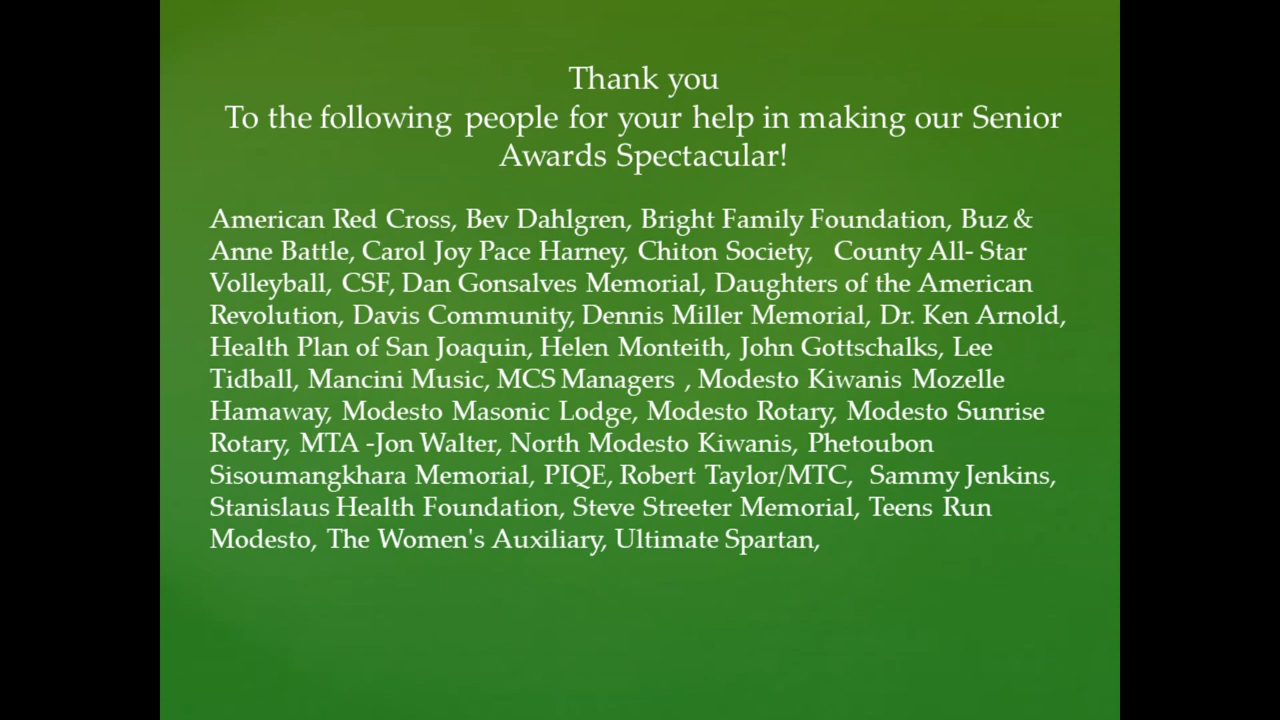 Thank you
To the following people for your help in making our Senior
Awards Spectacular!
American Red Cross, Bev Dahlgren, Bright Family Foundation, Buz &
Anne Battle, Carol Joy Pace Harney, Chiton Society, County All- Star
Volleyball, CSF, Dan Gonsalves Memorial, Daughters of the American
Revolution, Davis Community, Dennis Miller Memorial, Dr. Ken Arnold,
Health Plan of San Joaquin, Helen Monteith, John Gottschalks, Lee
Tidball, Mancini Music, MCS Managers , Modesto Kiwanis Mozelle
Hamaway, Modesto Masonic Lodge, Modesto Rotary, Modesto Sunrise
Rotary, MTA -Jon Walter, North Modesto Kiwanis, Phetoubon
Sisoumangkhara Memorial, PIQE, Robert Taylor/MTC, Sammy Jenkins,
Stanislaus Health Foundation, Steve Streeter Memorial, Teens Run
Modesto, The Women's Auxiliary, Ultimate Spartan,